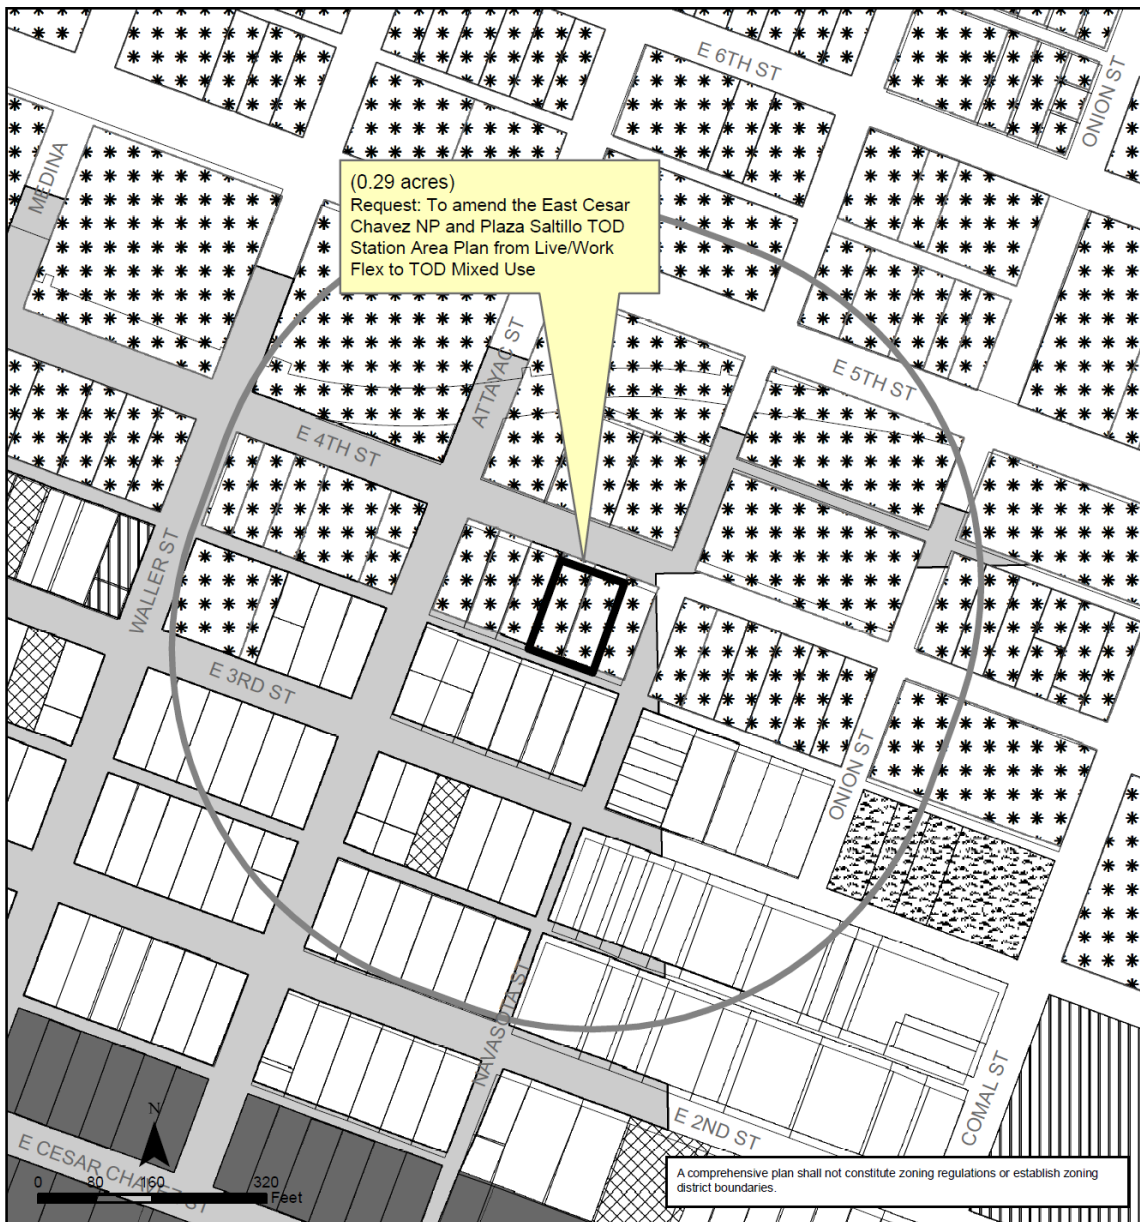 E 6TH ST
ONION ST
MEDINA
(0.29 acres)
Request: To amend the East Cesar
Chavez NP and Plaza Saltillo TOD
Station Area Plan from Live/Work
Flex to TOD Mixed Use
ATTAYAC ST
E 5TH ST
E 4TH ST
WALLER ST
E 3RD ST
ONION ST
NAVASOTA ST
COMAL ST
E 2ND ST
N
E CESAR CHAVEZ ST
0 80 160 320
Feet
A comprehensive plan shall not constitute zoning regulations or establish zoning
district boundaries.